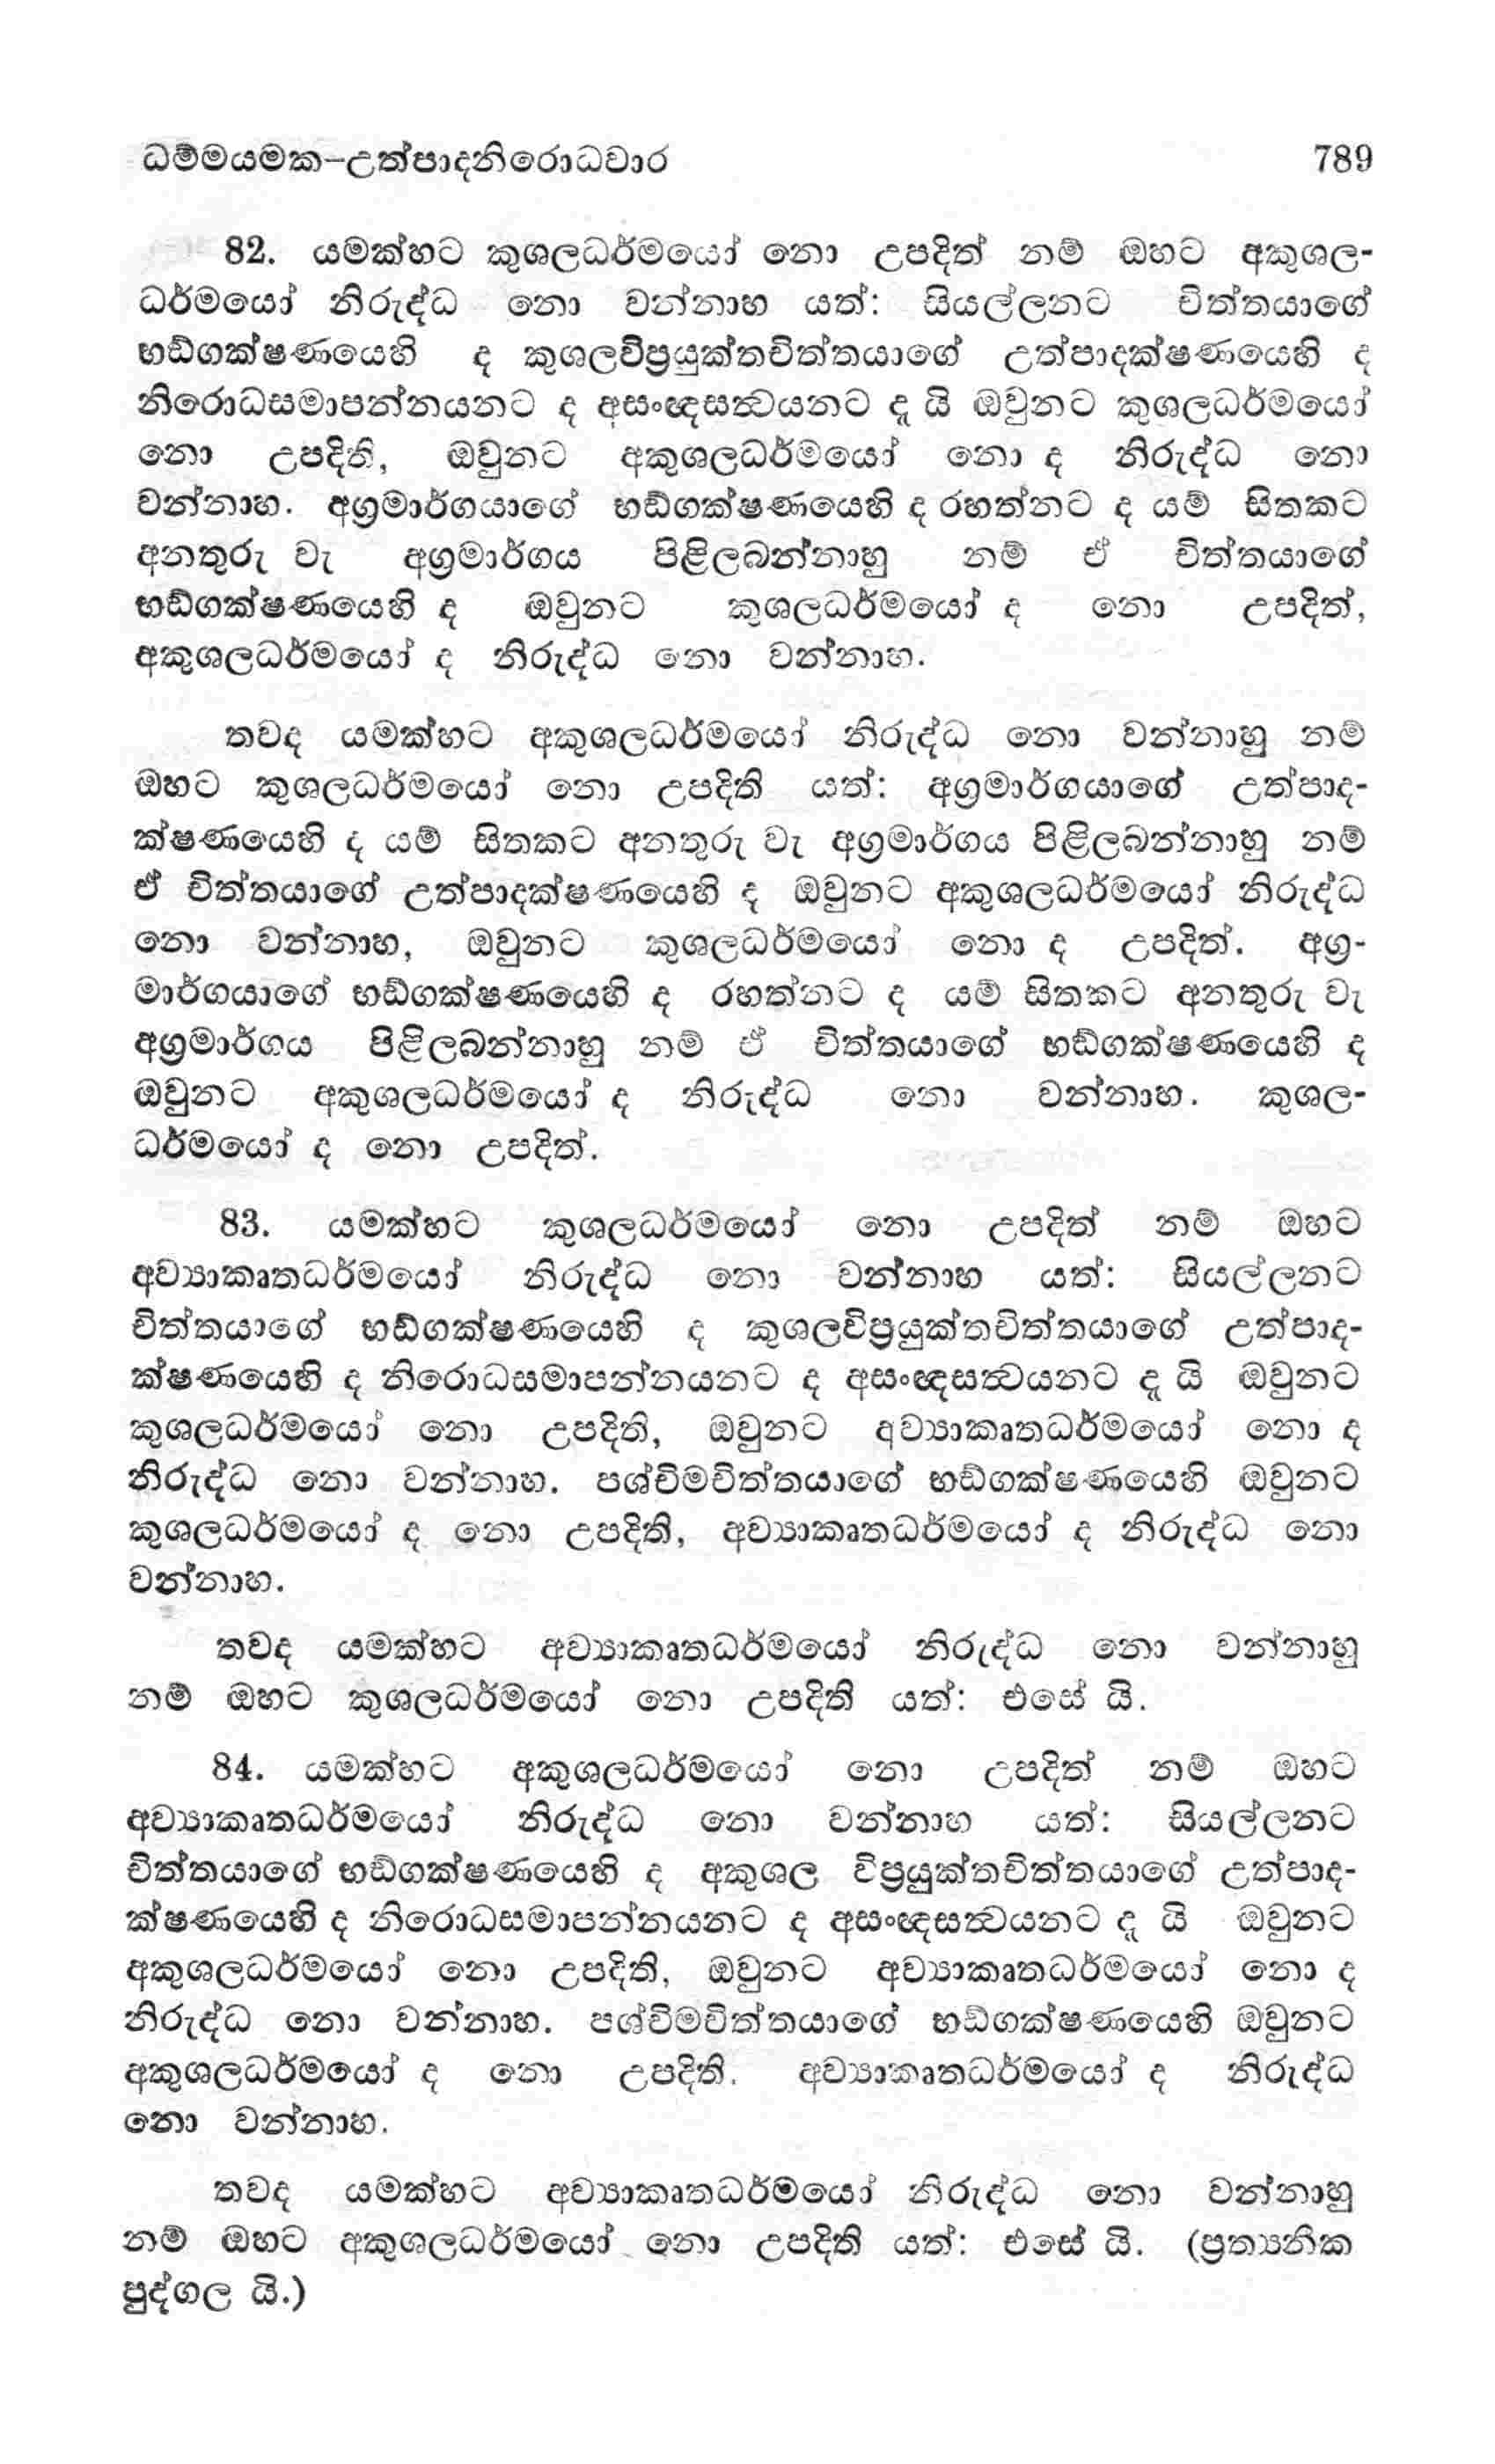 ධම්මයමක–උත්පාදනිරොධවාර 789
82. යමක්හට කුශලධර්මයෝ නො උපදිත් නම් ඔහට අකුශල-
ධර්මයෝ නිරුද්ධ නො වන්නාහ යත්: සියල්ලනට චිත්තයාගේ
භඞ්ගක්ෂණයෙහි ද කුශලවිප්‍රයුක්තචිත්තයාගේ උත්පාදක්ෂණයෙහි ද
නිරොධසමාපන්නයනට ද අසංඥසත්‍වයනට දු යි ඔවුනට කුශලධර්මයෝ
නො උපදිති, ඔවුනට අකුශලධර්මයෝ නො ද නිරුද්ධ නො
වන්නාහ. අග්‍රමාර්ගයාගේ භඞ්ගක්ෂණයෙහි ද රහත්නට ද යම් සිතකට
අනතුරු වැ අග්‍රමාර්ගය පිළිලබන්නාහු නම් ඒ චිත්තයාගේ
භඞ්ගක්ෂණයෙහි ද ඔවුනට කුශලධර්මයෝ ද නො උපදිත්,
අකුශලධර්මයෝ ද නිරුද්ධ නො වන්නාහ.
තවද යමක්හට අකුශලධර්මයෝ නිරුද්ධ නො වන්නාහු නම්
ඔහට කුශලධර්මයෝ නො උපදිති යත්: අග්‍රමාර්ගයාගේ උත්පාද-
ක්ෂණයෙහි ද යම් සිතකට අනතුරු වැ අග්‍රමාර්ගය පිළිලබන්නාහු නම්
ඒ චිත්තයාගේ උත්පාදක්ෂණයෙහි ද ඔවුනට අකුශලධර්මයෝ නිරුද්ධ
නො වන්නාහ, ඔවුනට කුශලධර්මයෝ නො ද උපදිත්. අග්‍ර-
මාර්ගයාගේ භඞ්ගක්ෂණයෙහි ද රහත්නට ද යම් සිතකට අනතුරු වැ
අග්‍රමාර්ගය පිළිලබන්නාහු නම් ඒ චිත්තයාගේ භඞ්ගක්ෂණයෙහි ද
ඔවුනට අකුශලධර්මයෝ ද නිරුද්ධ නො වන්නාහ. කුශල-
ධර්මයෝ ද නො උපදිත්.
83. යමක්හට කුශලධර්මයෝ නො උපදිත් නම් ඔහට
අව්‍යාකෘතධර්මයෝ නිරුද්ධ නො වන්නාහ යත්: සියල්ලනට
චිත්තයාගේ භඞ්ගක්ෂණයෙහි ද කුශලවිප්‍රයුක්තචිත්තයාගේ උත්පාද-
ක්ෂණයෙහි ද නිරොධසමාපන්නයනට ද අසංඥසත්‍වයනට දු යි ඔවුනට
කුශලධර්මයෝ නො උපදිති, ඔවුනට අව්‍යාකෘතධර්මයෝ නො ද
නිරුද්ධ නො වන්නාහ. පශ්චිමචිත්තයාගේ භඞ්ගක්ෂණයෙහි ඔවුනට
කුශලධර්මයෝ ද නො උපදිති, අව්‍යාකෘතධර්මයෝ ද නිරුද්ධ නො
වන්නාහ.
තවද යමක්හට අව්‍යාකෘතධර්මයෝ නිරුද්ධ නො වන්නාහු
නම් ඔහට කුශලධර්මයෝ නො උපදිති යත්: එසේ යි.
84. යමක්හට අකුශලධර්මයෝ නො උපදිත් නම් ඔහට
අව්‍යාකෘතධර්මයෝ නිරුද්ධ නො වන්නාහ යත්: සියල්ලනට
චිත්තයාගේ භඞ්ගක්ෂණයෙහි ද අකුශල විප්‍රයුක්තචිත්තයාගේ උත්පාද-
ක්ෂණයෙහි ද නිරොධසමාපන්නයනට ද අසංඥසත්‍වයනට දු යි ඔවුනට
අකුශලධර්මයෝ නො උපදිති, ඔවුනට අව්‍යාකෘතධර්මයෝ නො ද
නිරුද්ධ නො වන්නාහ. පශ්චිමචිත්තයාගේ භඞ්ගක්ෂණයෙහි ඔවුනට
අකුශලධර්මයෝ ද නො උපදිති. අව්‍යාකෘතධර්මයෝ ද නිරුද්ධ
නො වන්නාහ.
තවද යමක්හට අව්‍යාකෘතධර්මයෝ නිරුද්ධ නො වන්නාහු
නම් ඔහට අකුශලධර්මයෝ නො උපදිති යත්: එසේ යි. (ප්‍රත්‍යනීක
පුද්ගල යි.)